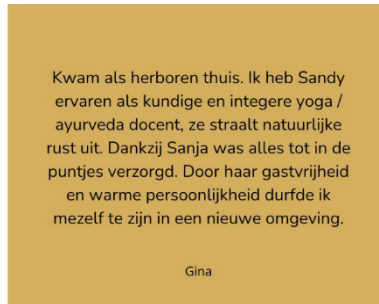 Kwam als herboren thuis. Ik heb Sandy
ervaren als kundige en integere yoga /
ayurveda docent, ze straalt natuurlijke
rust uit. Dankzij Sanja was alles tot in de
puntjes verzorgd. Door haar gastvrijheid
en warme persoonlijkheid durfde ik
mezelf te zijn in een nieuwe omgeving.
Gina